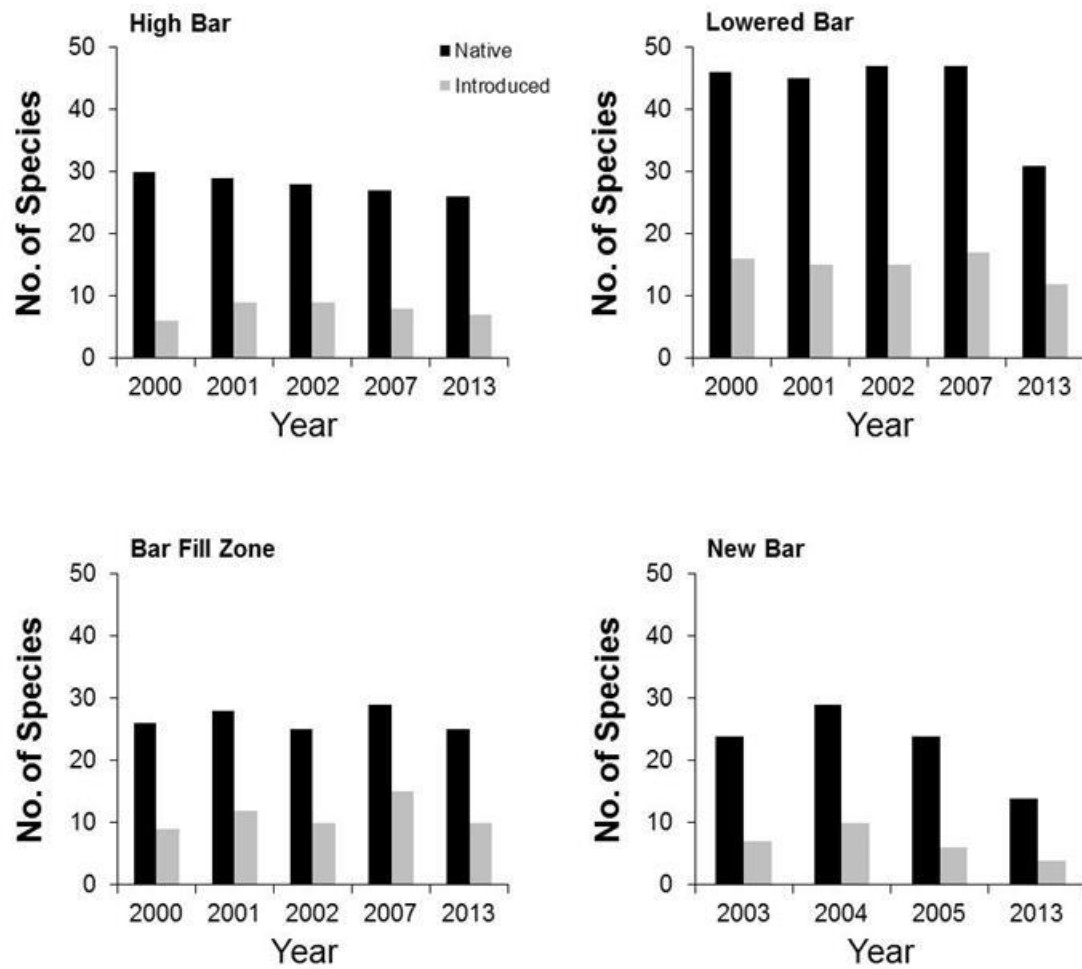 High Bar
Native
Introduced
50
40
30
20
10
0
No. of Species
2000 2001 2002 2007 2013
Year
Lowered Bar
50
40
30
20
10
0
No. of Species
2000 2001 2002 2007 2013
Year
Bar Fill Zone
50
40
30
20
10
0
No. of Species
2000 2001 2002 2007 2013
Year
New Bar
50
40
30
20
10
0
No. of Species
2003 2004 2005 2013
Year